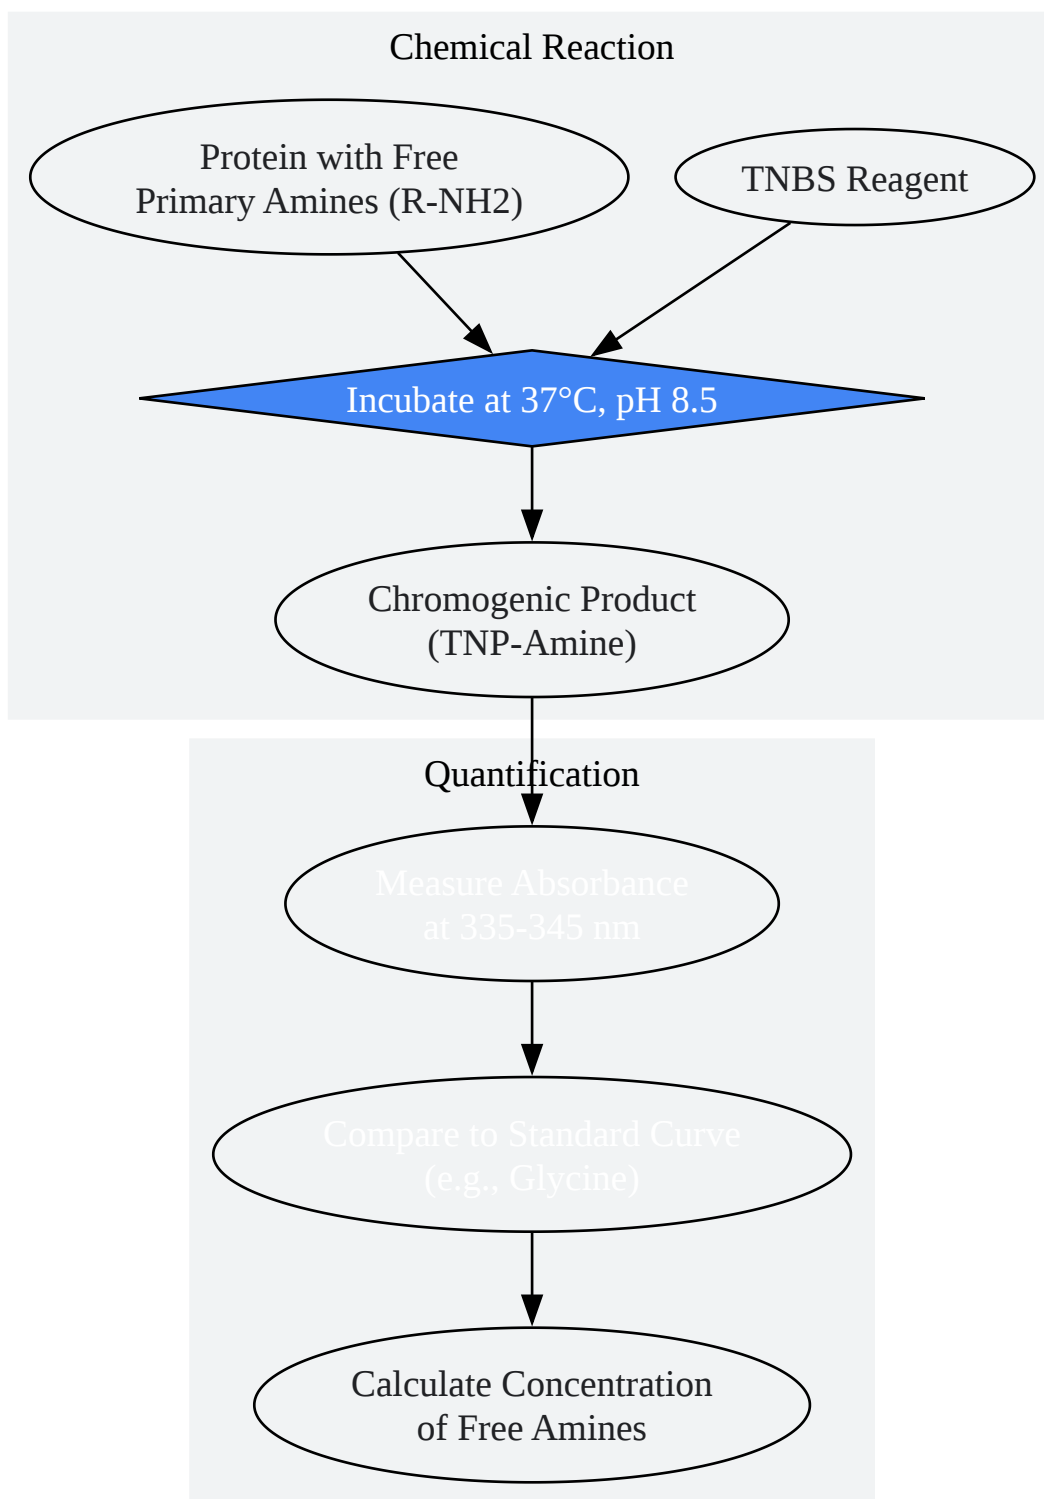 Chemical Reaction
Protein with Free
Primary Amines (R-NH2)
TNBS Reagent
Incubate at 37°C, pH 8.5
Chromogenic Product
(TNP-Amine)
Quantification
Measure Absorbance
at 335-345 nm
Compare to Standard Curve
(e.g., Glycine)
Calculate Concentration
of Free Amines